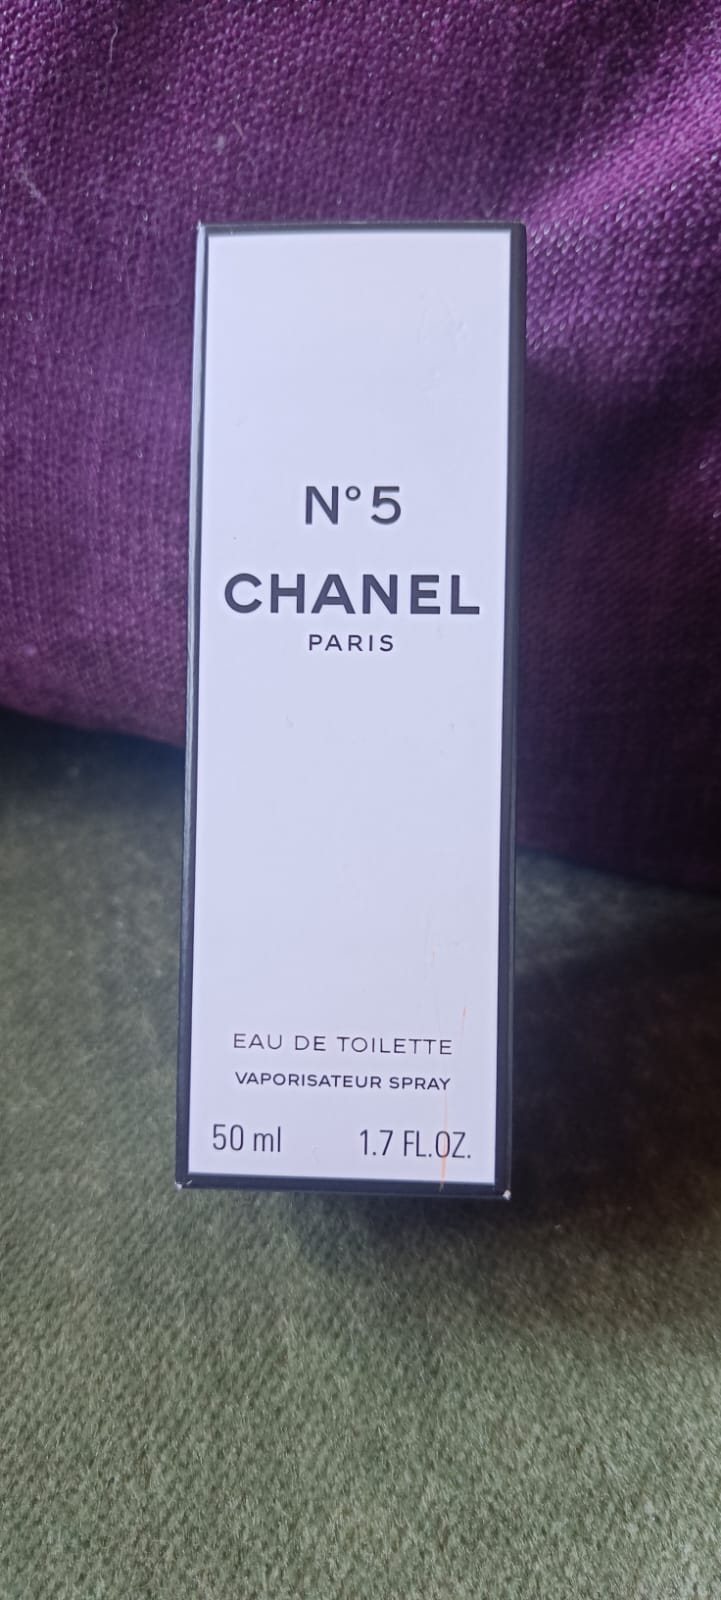 N°5
CHANEL
PARIS
EAU DE TOILETTE
VAPORISATEUR SPRAY
50 ml 1.7 FL.OZ.